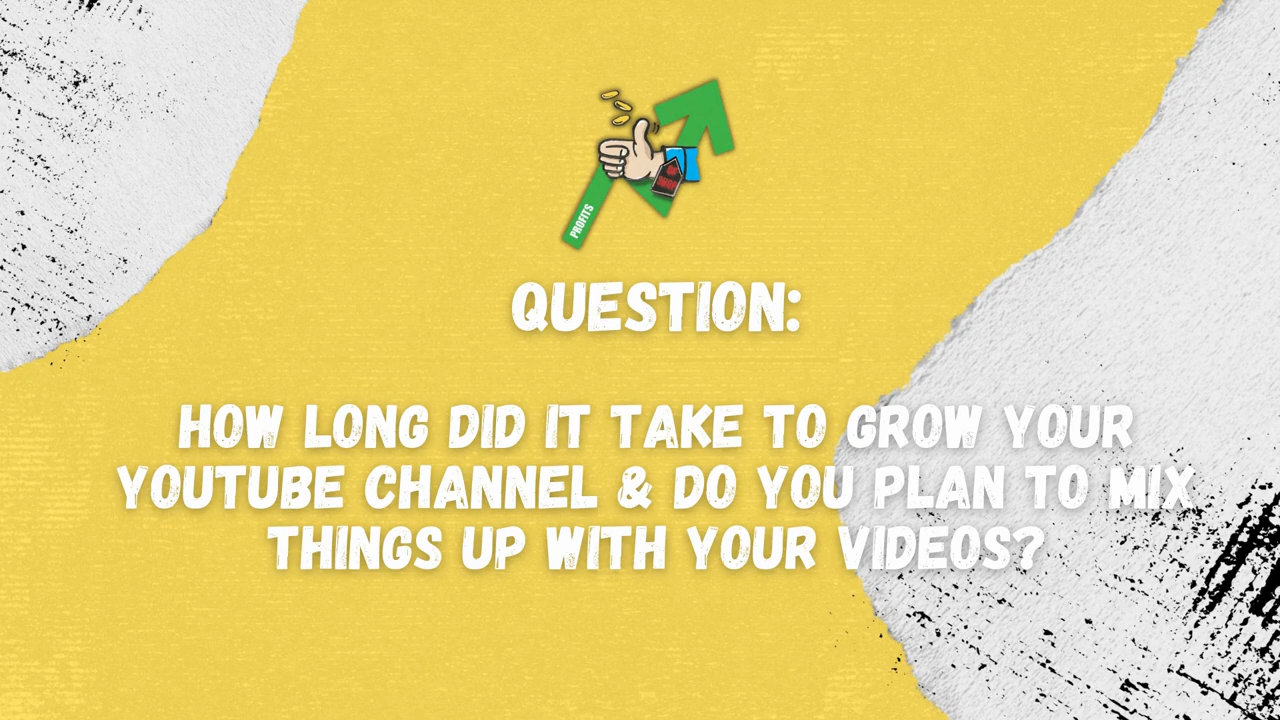 PROFITS
QUESTION:
HOW LONG DID IT TAKE TO GROW YOUR
YOUTUBE CHANNEL & DO YOU PLAN TO MIX
THINGS UP WITH YOUR VIDEOS?